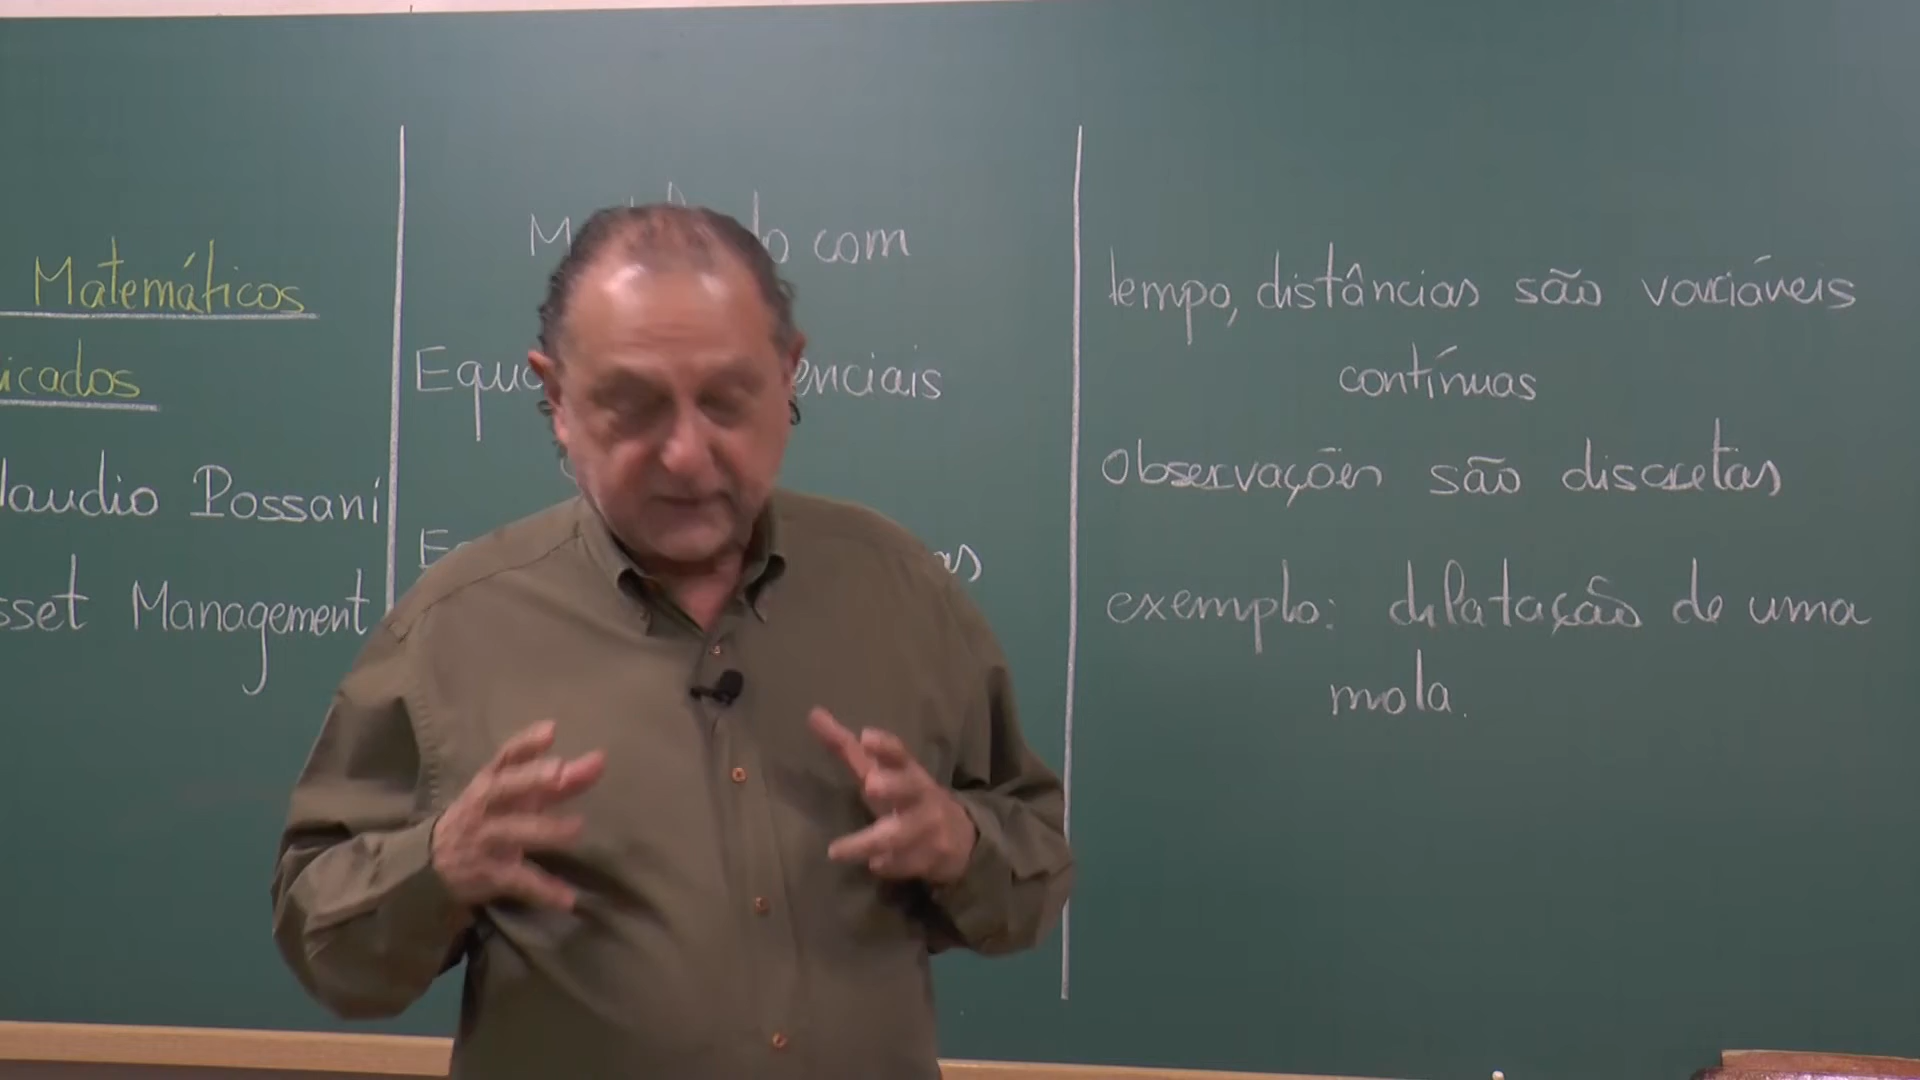 Matemáticos
icados
laudio Possani
sset Management
com
Equ
enciais
tempo, distâncias são variáveis
contínuas
Observações são discretas
exemplo: dilatação de uma
mola.